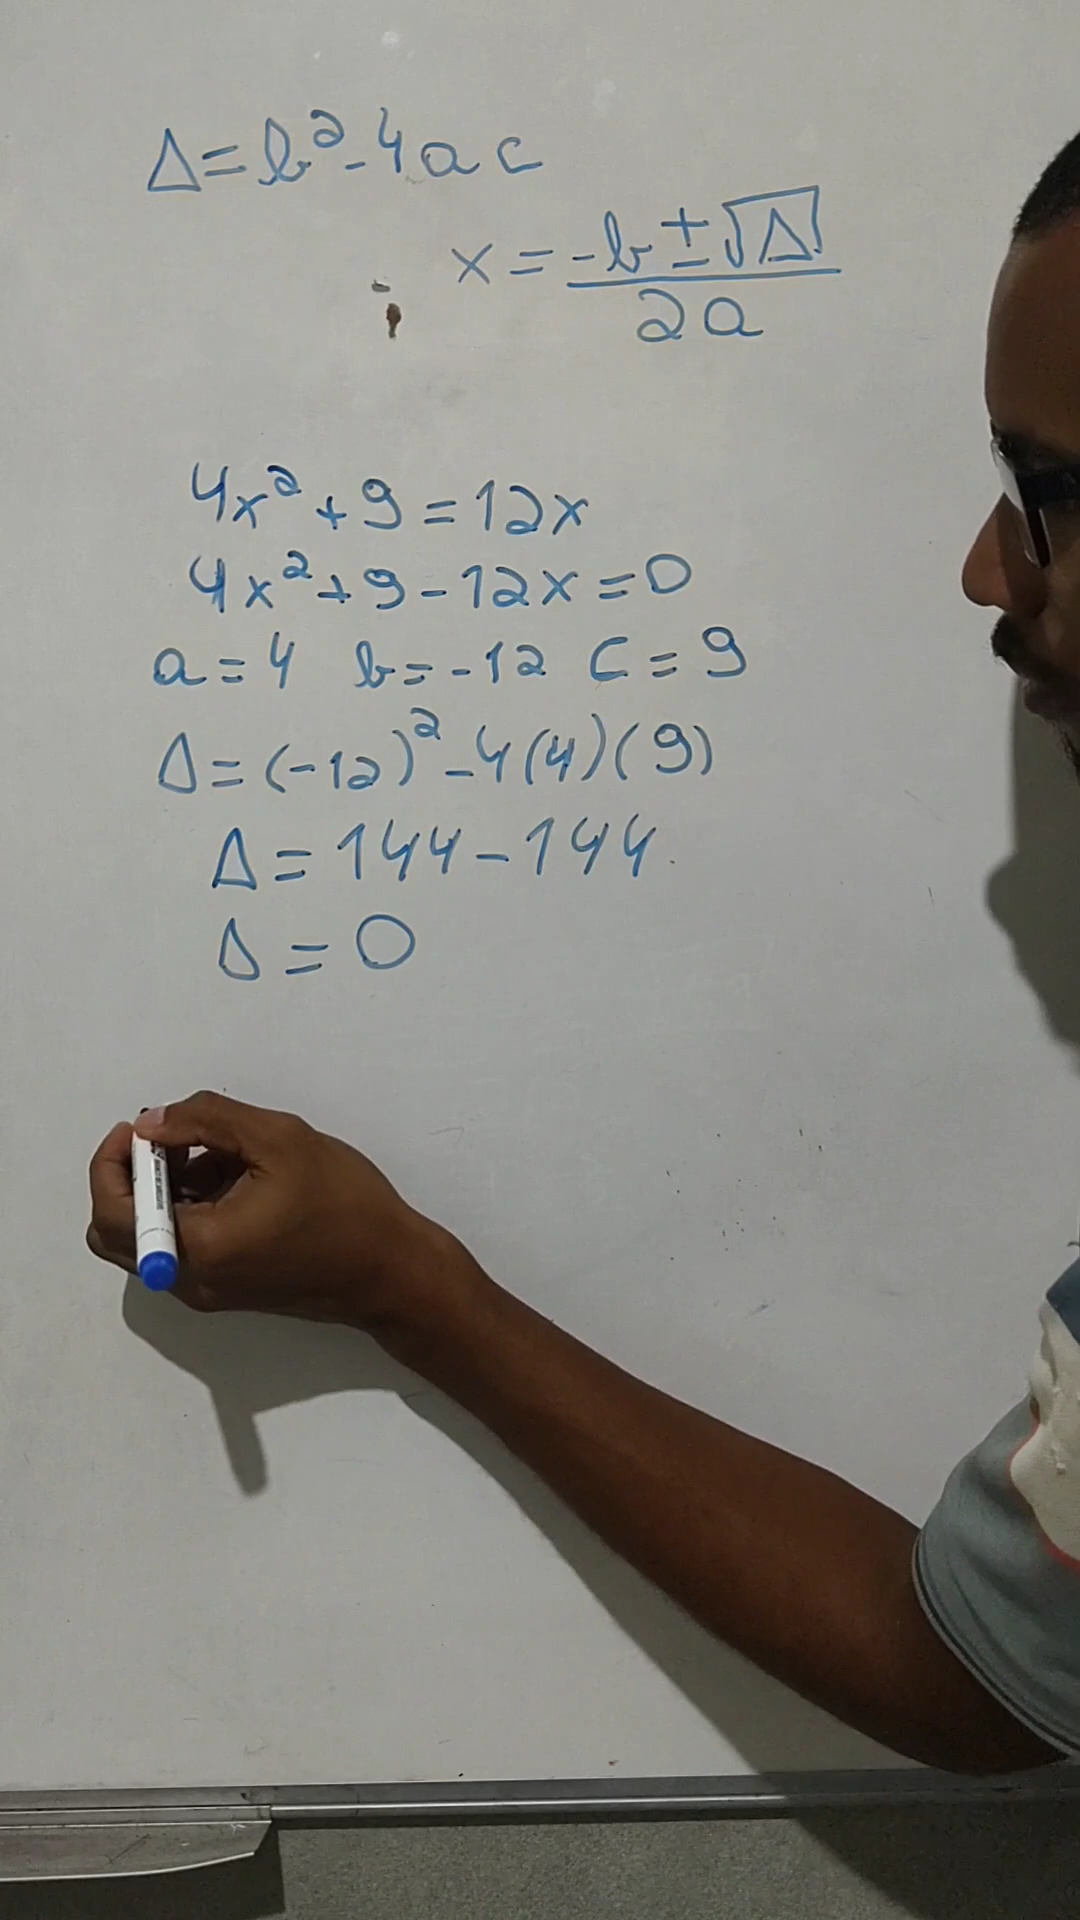 Δ=b²-4ac
x = -b ± √Δ / 2a
4x² + 9 = 12x
4x² + 9 - 12x = 0
a = 4 b = -12 c = 9
Δ = (-12)² - 4(4)(9)
Δ = 144 - 144
Δ = 0